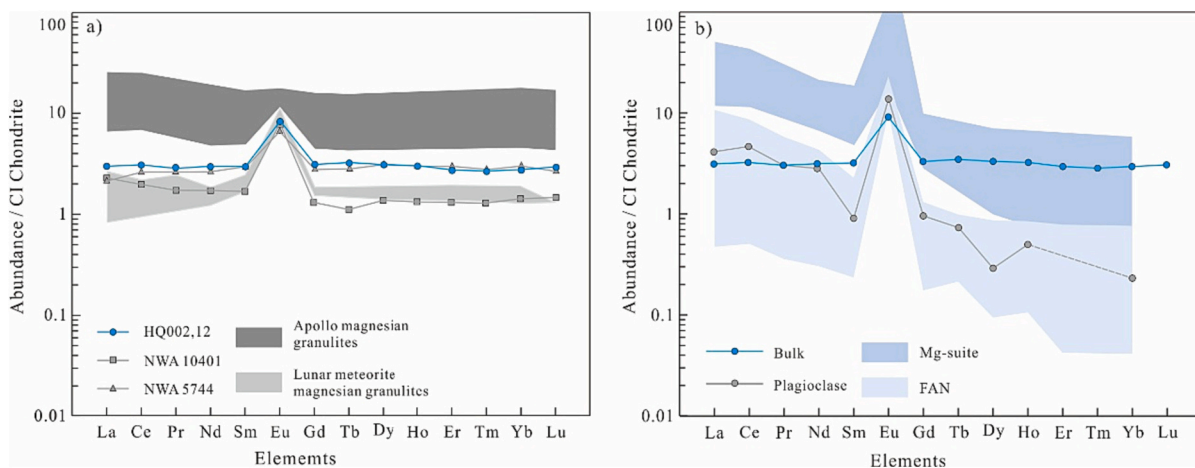 a)
100
10
1
0.1
0.01
Abundance / CI Chondrite
HQ002,12
NWA 10401
NWA 5744
Apollo magnesian
granulites
Lunar meteorite
magnesian granulites
La Ce Pr Nd Sm Eu Gd Tb Dy Ho Er Tm Yb Lu
Elememts
b)
100
10
1
0.1
0.01
Abundance / CI Chondrite
Bulk
Plagioclase
Mg-suite
FAN
La Ce Pr Nd Sm Eu Gd Tb Dy Ho Er Tm Yb Lu
Elements